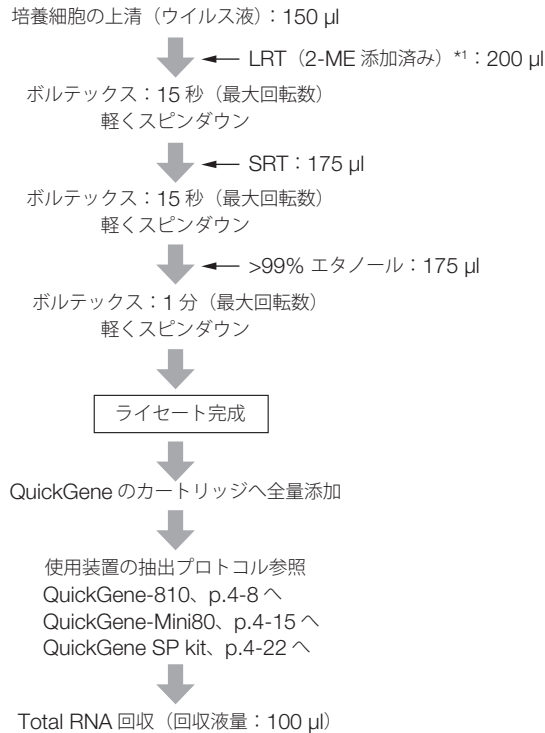 培養細胞の上清（ウイルス液）：150 µl
LRT（2-ME 添加済み）*1：200 µl
ボルテックス：15 秒（最大回転数）
軽くスピンダウン
SRT：175 µl
ボルテックス：15 秒（最大回転数）
軽くスピンダウン
>99% エタノール：175 µl
ボルテックス：1 分（最大回転数）
軽くスピンダウン
ライセート完成
QuickGene のカートリッジへ全量添加
使用装置の抽出プロトコル参照
QuickGene-810、p.4-8 へ
QuickGene-Mini80、p.4-15 へ
QuickGene SP kit、p.4-22 へ
Total RNA 回収（回収液量：100 µl）